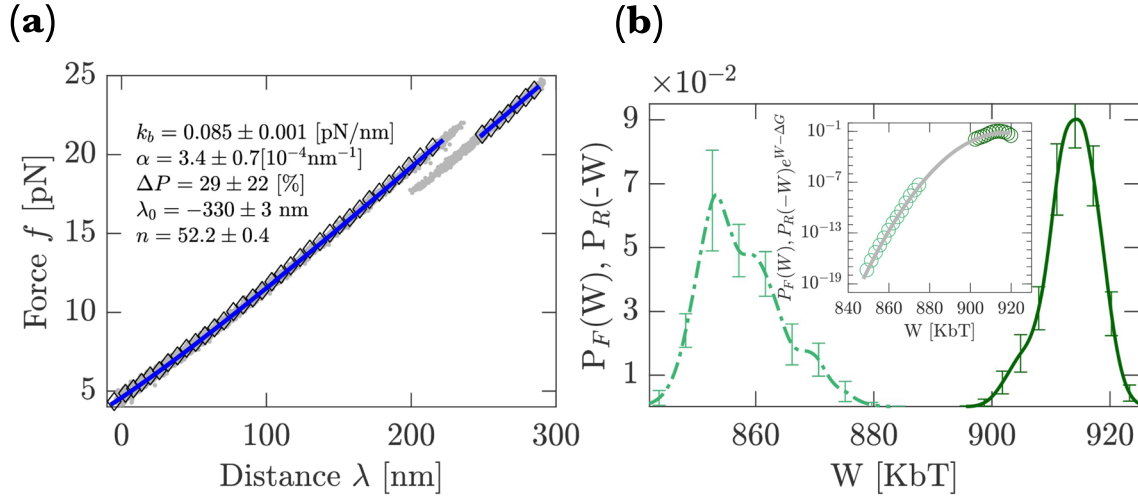 (a)
25
20
15
10
5
Force f [pN]
k_b = 0.085 ± 0.001 [pN/nm]
α = 3.4 ± 0.7[10⁻⁴nm⁻¹]
ΔP = 29 ± 22 [%]
λ₀ = −330 ± 3 nm
n = 52.2 ± 0.4
0 100 200 300
Distance λ [nm]
(b)
×10⁻²
9
7
5
3
1
P_F(W), P_R(-W)
860 880 900 920
W [KbT]
10⁻¹
10⁻⁷
10⁻¹³
10⁻¹⁹
P_F(W), P_R(-W)e^{W−ΔG}
840 860 880 900 920
W [KbT]